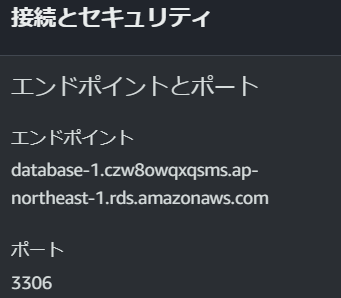 接続とセキュリティ
エンドポイントとポート
エンドポイント
database-1.czw8owqxqsms.ap-
northeast-1.rds.amazonaws.com
ポート
3306